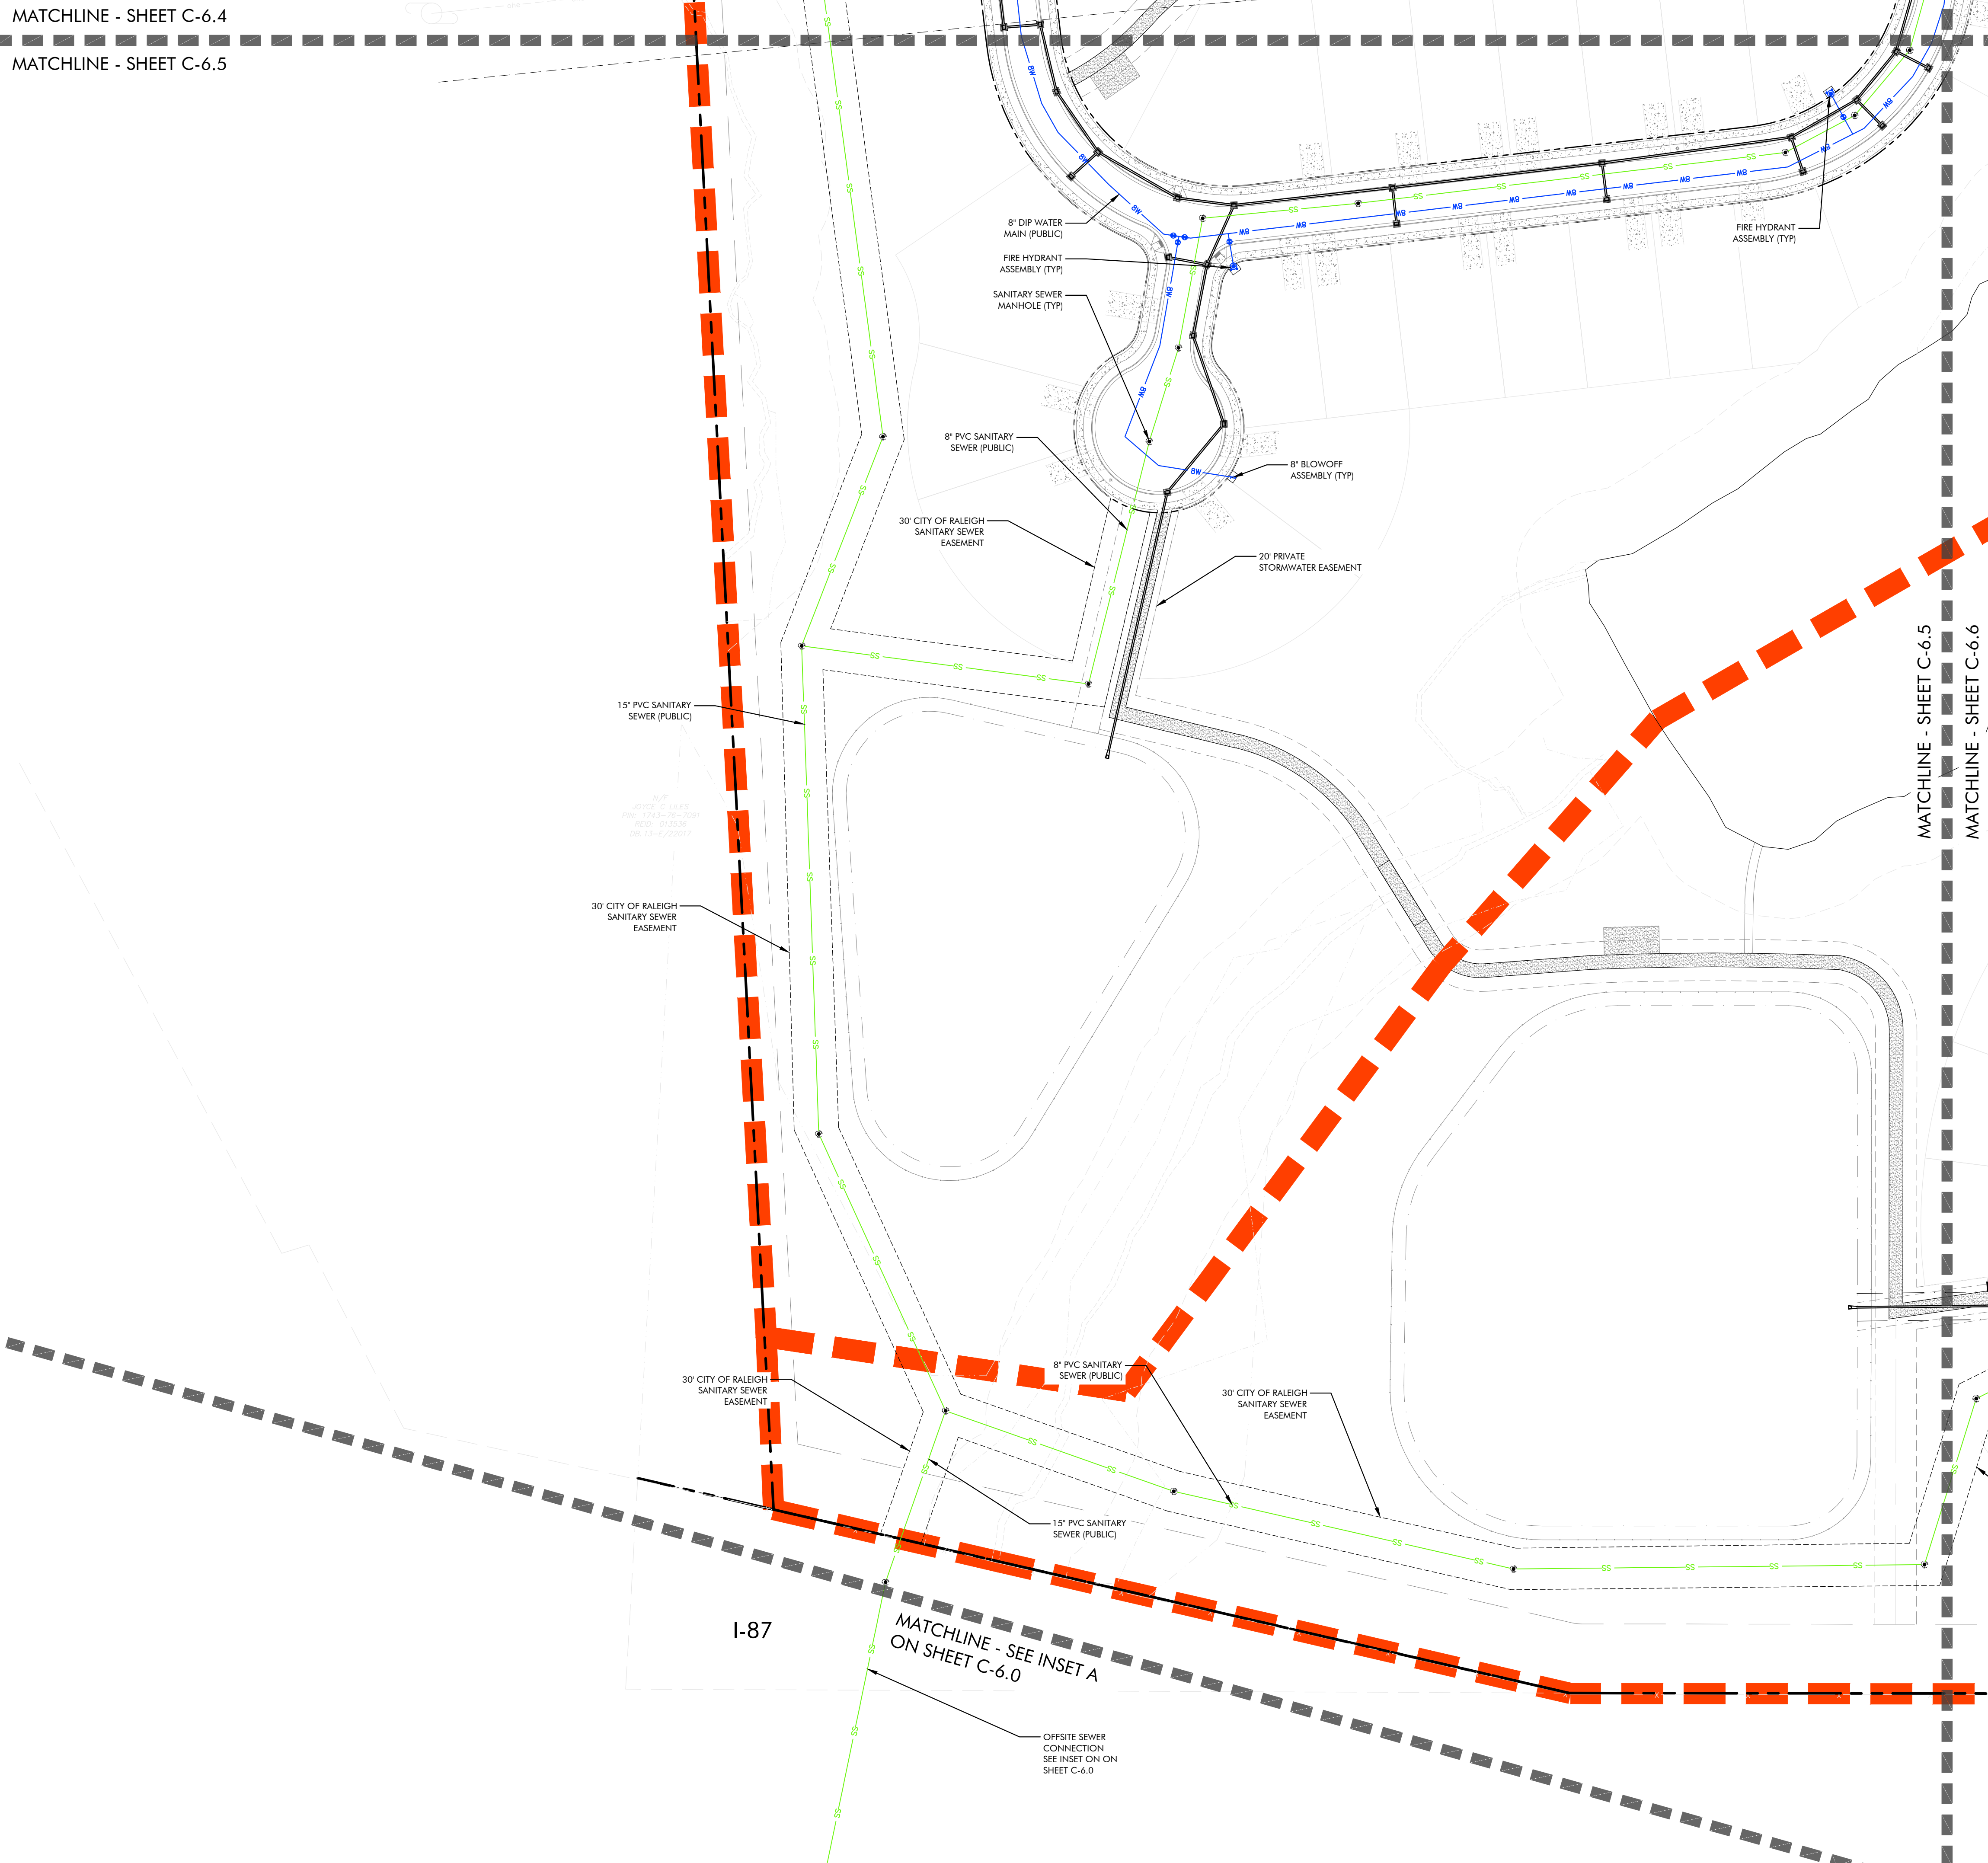 MATCHLINE - SHEET C-6.4
MATCHLINE - SHEET C-6.5
8" DIP WATER
MAIN (PUBLIC)
FIRE HYDRANT
ASSEMBLY (TYP)
SANITARY SEWER
MANHOLE (TYP)
FIRE HYDRANT
ASSEMBLY (TYP)
8" PVC SANITARY
SEWER (PUBLIC)
8" BLOWOFF
ASSEMBLY (TYP)
30' CITY OF RALEIGH
SANITARY SEWER
EASEMENT
20' PRIVATE
STORMWATER EASEMENT
MATCHLINE - SHEET C-6.5
MATCHLINE - SHEET C-6.6
15" PVC SANITARY
SEWER (PUBLIC)
N/F
JOYCE C LILES
30' CITY OF RALEIGH
SANITARY SEWER
EASEMENT
30' CITY OF RALEIGH
SANITARY SEWER
EASEMENT
8" PVC SANITARY
SEWER (PUBLIC)
30' CITY OF RALEIGH
SANITARY SEWER
EASEMENT
15" PVC SANITARY
SEWER (PUBLIC)
I-87
MATCHLINE - SEE INSET A
ON SHEET C-6.0
OFFSITE SEWER
CONNECTION
SEE INSET ON ON
SHEET C-6.0
SS
8W